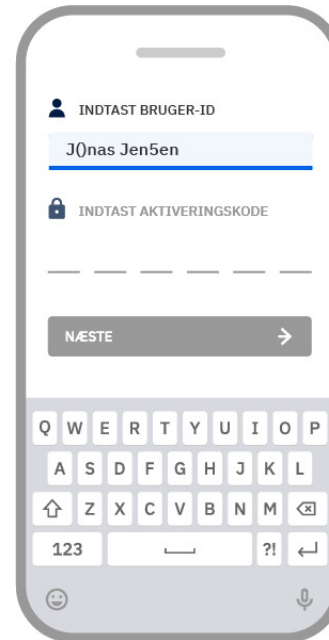 INDTAST BRUGER-ID
J()nas Jen5en
INDTAST AKTIVERINGSKODE
NÆSTE
Q W E R T Y U I O P
A S D F G H J K L
Z X C V B N M
123 ?!